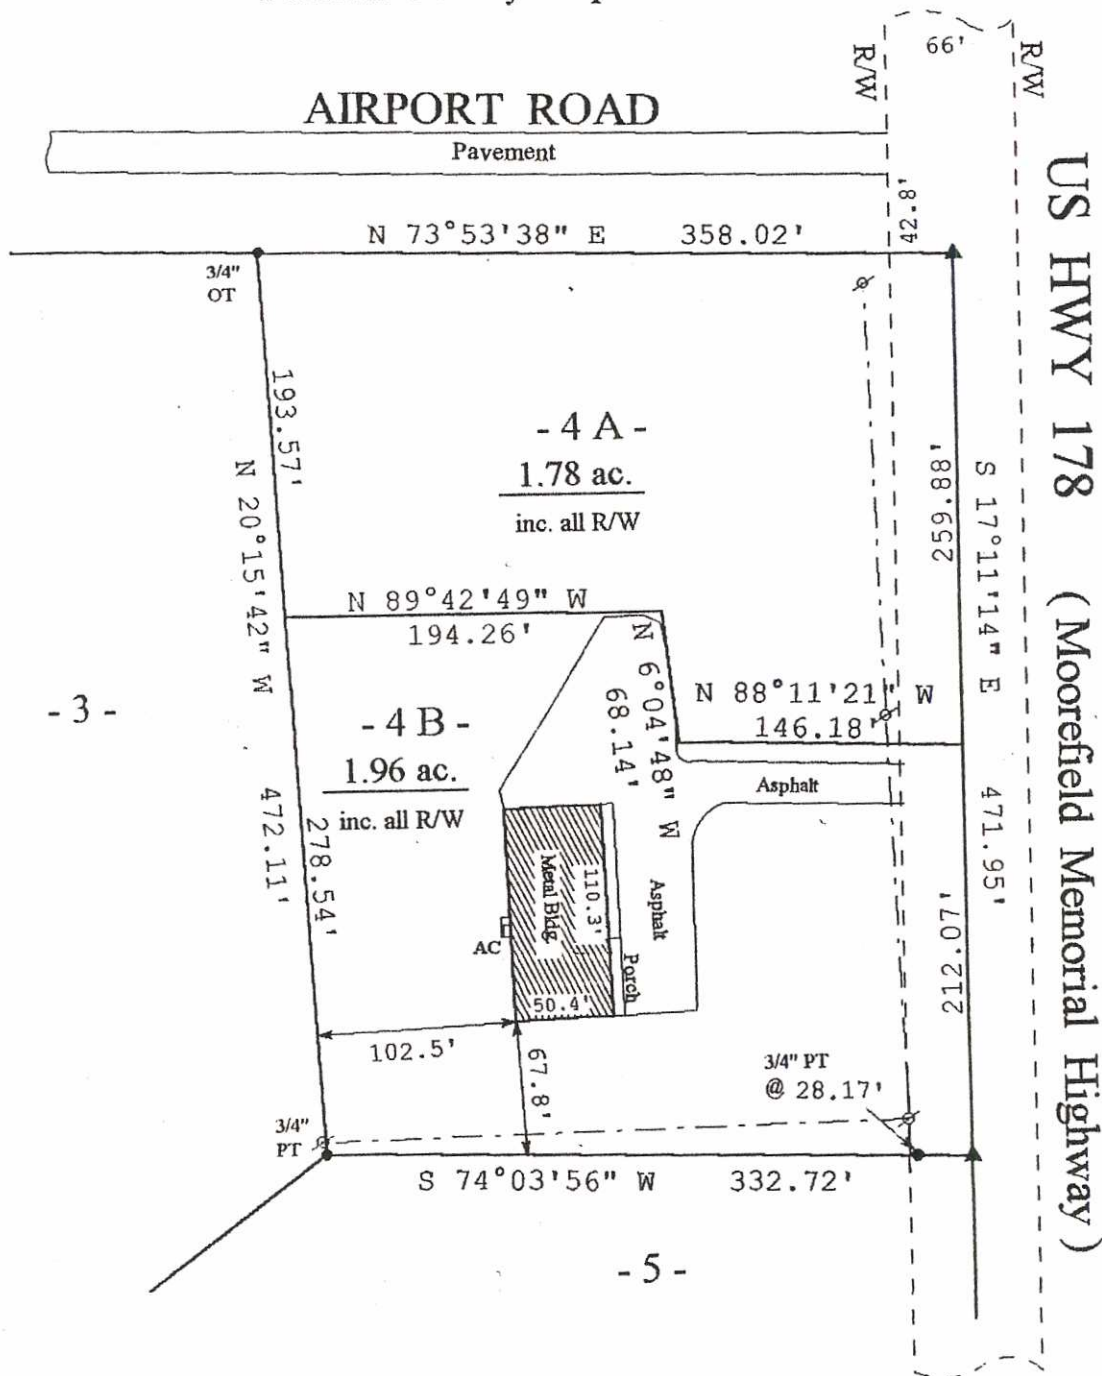 66'
R/W
R/W
AIRPORT ROAD
Pavement
42.8'
US HWY 178 ( Moorefield Memorial Highway )
N 73°53'38" E 358.02'
3/4"
OT
193.57'
N 20°15'42" W 472.11'
- 4 A -
1.78 ac.
inc. all R/W
259.88'
S 17°11'14" E 471.95'
N 89°42'49" W
194.26'
N 6°04'48" W
68.14'
N 88°11'21" W
146.18'
- 3 -
- 4 B -
1.96 ac.
inc. all R/W
278.54'
Asphalt
Metal Bldg.
110.3'
Asphalt
AC
Porch
50.4'
212.07'
102.5'
67.8'
3/4" PT
@ 28.17'
3/4"
PT
S 74°03'56" W 332.72'
- 5 -